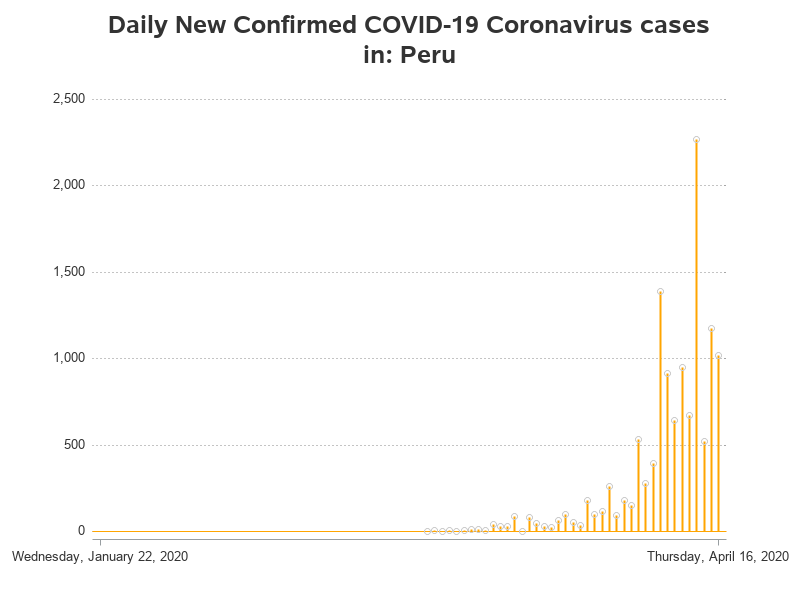 Daily New Confirmed COVID-19 Coronavirus cases
in: Peru
2,500
2,000
1,500
1,000
500
0
Wednesday, January 22, 2020
Thursday, April 16, 2020